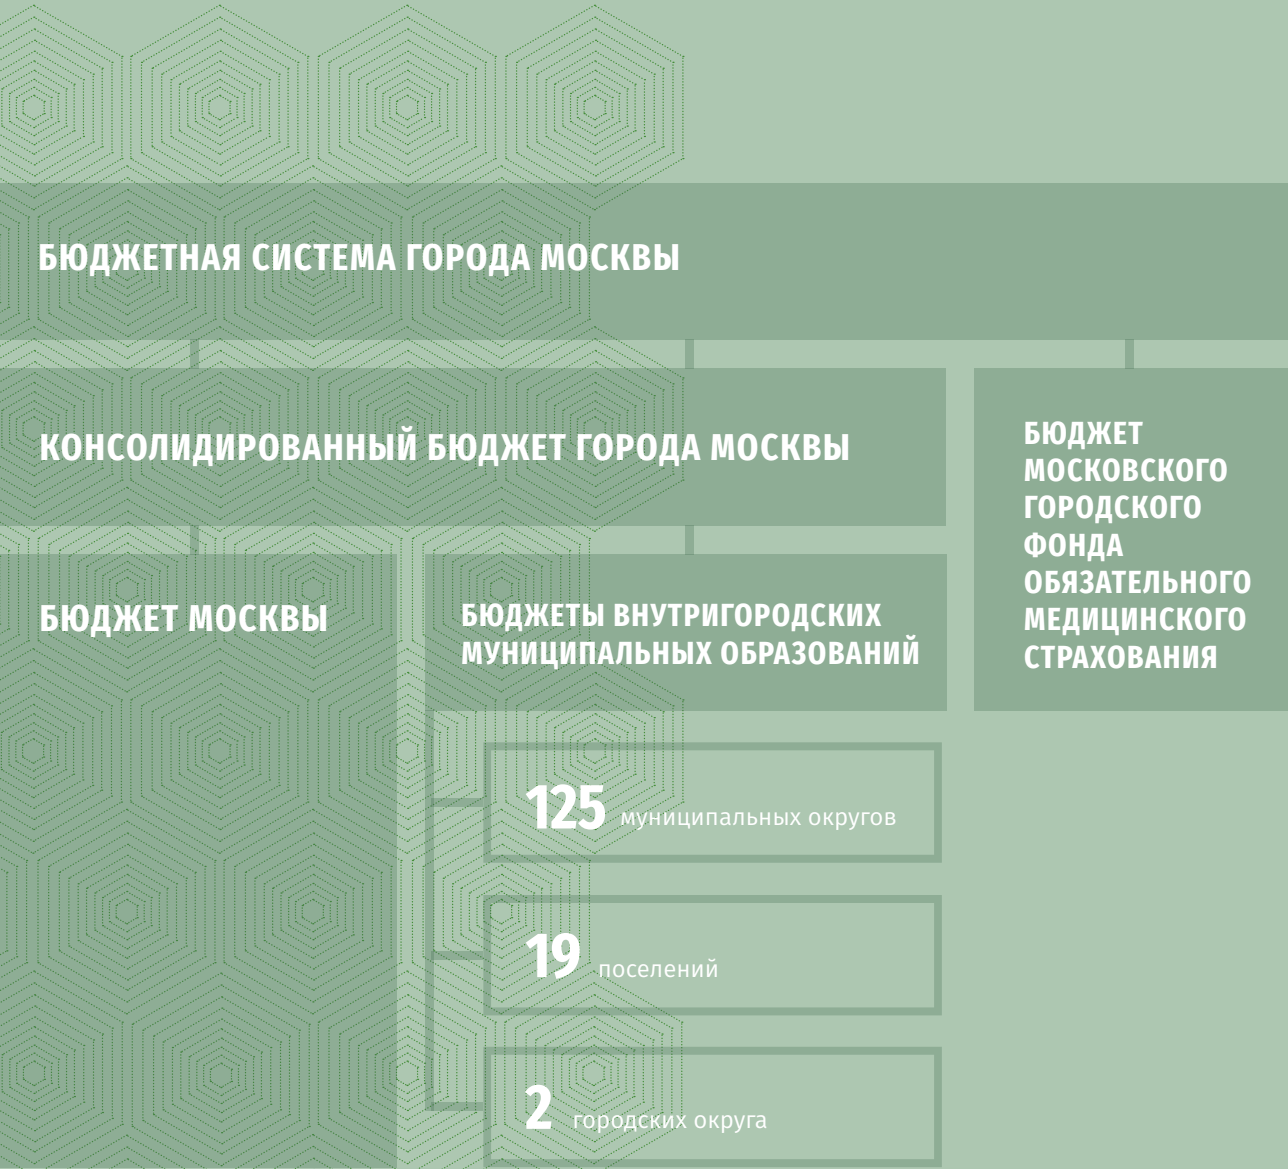 БЮДЖЕТНАЯ СИСТЕМА ГОРОДА МОСКВЫ
КОНСОЛИДИРОВАННЫЙ БЮДЖЕТ ГОРОДА МОСКВЫ
БЮДЖЕТ
МОСКОВСКОГО
ГОРОДСКОГО
ФОНДА
ОБЯЗАТЕЛЬНОГО
МЕДИЦИНСКОГО
СТРАХОВАНИЯ
БЮДЖЕТ МОСКВЫ
БЮДЖЕТЫ ВНУТРИГОРОДСКИХ
МУНИЦИПАЛЬНЫХ ОБРАЗОВАНИЙ
125 муниципальных округов
19 поселений
2 городских округа